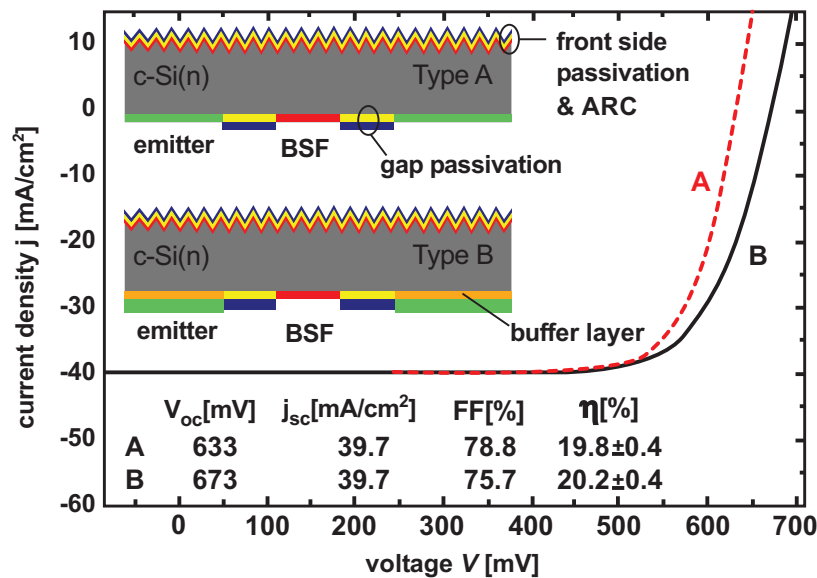 10
0
-10
-20
-30
-40
-50
-60
current density j [mA/cm²]
c-Si(n)
Type A
front side
passivation
& ARC
emitter
BSF
gap passivation
A
B
c-Si(n)
Type B
emitter
BSF
buffer layer
V_oc[mV] j_sc[mA/cm²] FF[%] η[%]
A 633 39.7 78.8 19.8±0.4
B 673 39.7 75.7 20.2±0.4
0 100 200 300 400 500 600 700
voltage V [mV]